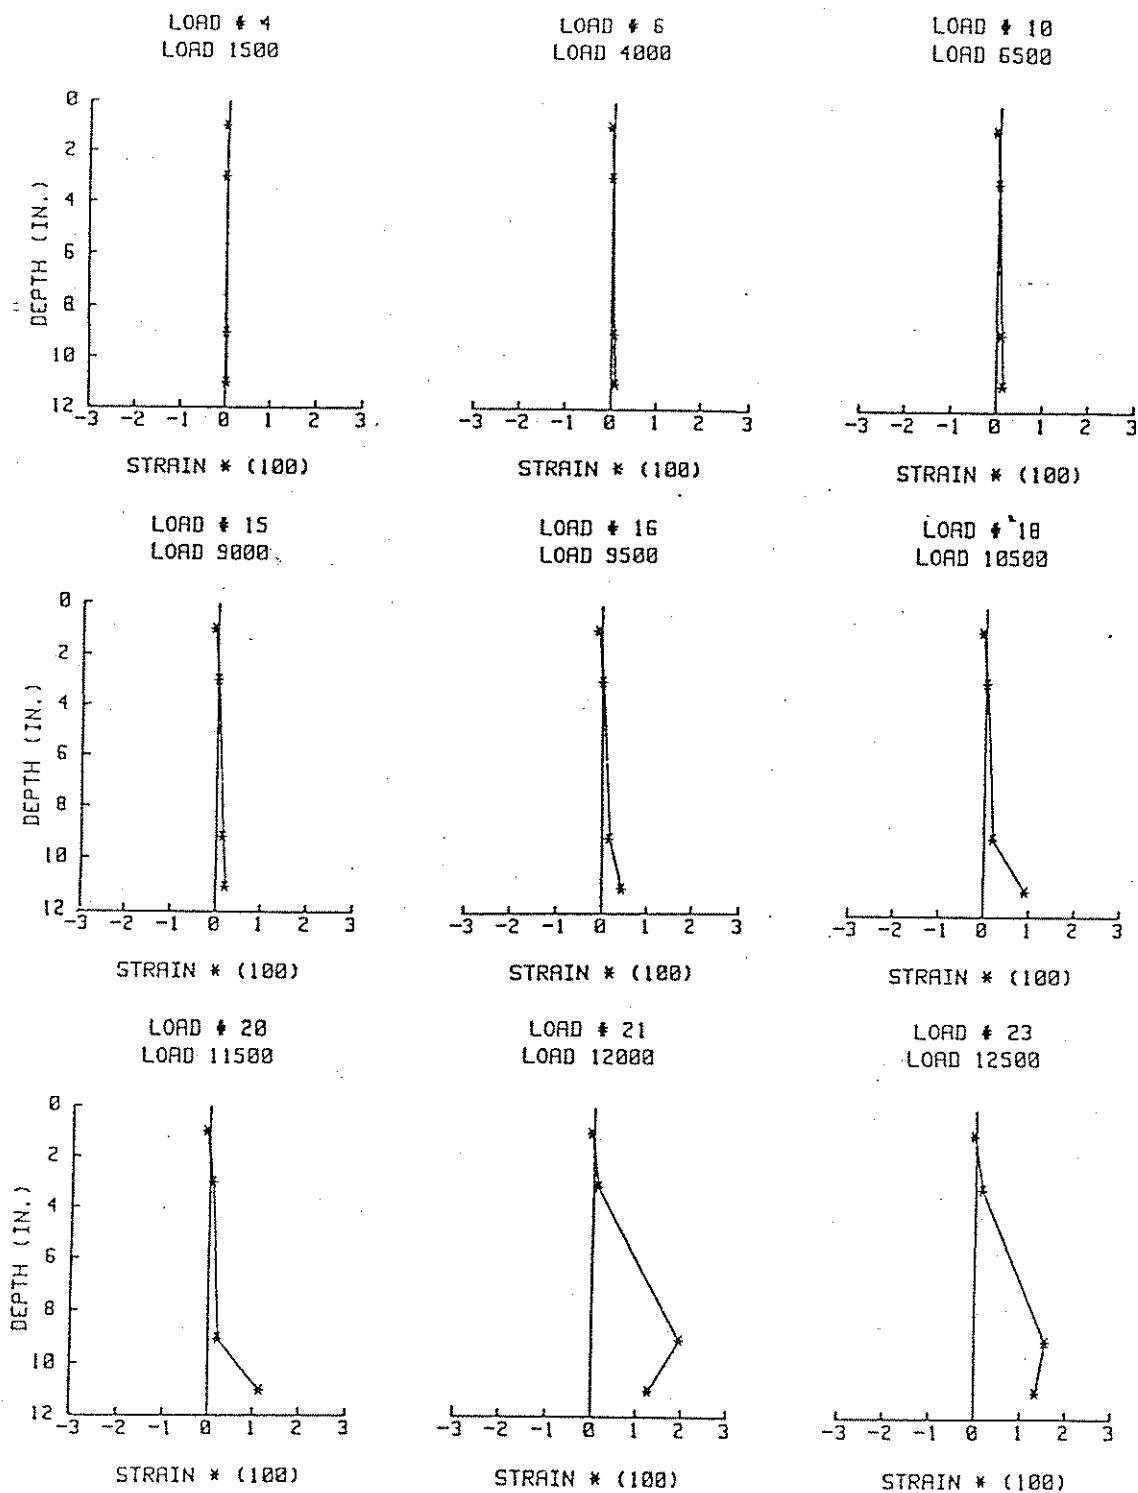 LOAD # 4
LOAD 1500
LOAD # 6
LOAD 4000
LOAD # 10
LOAD 6500
0
2
4
6
8
10
12
DEPTH (IN.)
-3 -2 -1 0 1 2 3
-3 -2 -1 0 1 2 3
-3 -2 -1 0 1 2 3
STRAIN * (100)
STRAIN * (100)
STRAIN * (100)
LOAD # 15
LOAD 9000
LOAD # 16
LOAD 9500
LOAD # 18
LOAD 10500
0
2
4
6
8
10
12
DEPTH (IN.)
-3 -2 -1 0 1 2 3
-3 -2 -1 0 1 2 3
-3 -2 -1 0 1 2 3
STRAIN * (100)
STRAIN * (100)
STRAIN * (100)
LOAD # 20
LOAD 11500
LOAD # 21
LOAD 12000
LOAD # 23
LOAD 12500
0
2
4
6
8
10
12
DEPTH (IN.)
-3 -2 -1 0 1 2 3
-3 -2 -1 0 1 2 3
-3 -2 -1 0 1 2 3
STRAIN * (100)
STRAIN * (100)
STRAIN * (100)